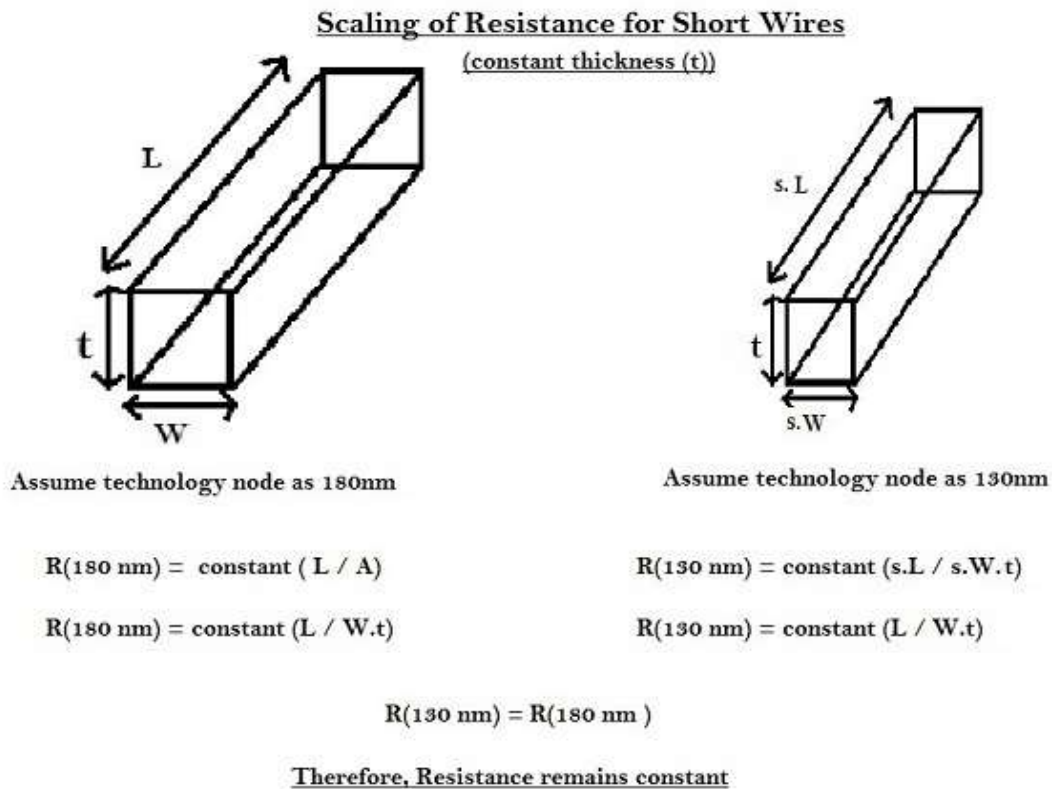 Scaling of Resistance for Short Wires
(constant thickness (t))
L
s. L
t
t
W
s.W
Assume technology node as 180nm
Assume technology node as 130nm
R(180 nm) = constant ( L / A)
R(130 nm) = constant (s.L / s.W.t)
R(180 nm) = constant (L / W.t)
R(130 nm) = constant (L / W.t)
R(130 nm) = R(180 nm )
Therefore, Resistance remains constant